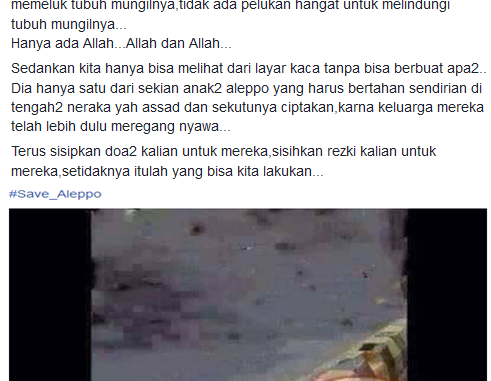 memeluk tubuh mungilnya,tidak ada pelukan hangat untuk melindungi
tubuh mungilnya...
Hanya ada Allah...Allah dan Allah...
Sedankan kita hanya bisa melihat dari layar kaca tanpa bisa berbuat apa2..
Dia hanya satu dari sekian anak2 aleppo yang harus bertahan sendirian di
tengah2 neraka yah assad dan sekutunya ciptakan,karna keluarga mereka
telah lebih dulu meregang nyawa...
Terus sisipkan doa2 kalian untuk mereka,sisihkan rezki kalian untuk
mereka,setidaknya itulah yang bisa kita lakukan...
#Save_Aleppo